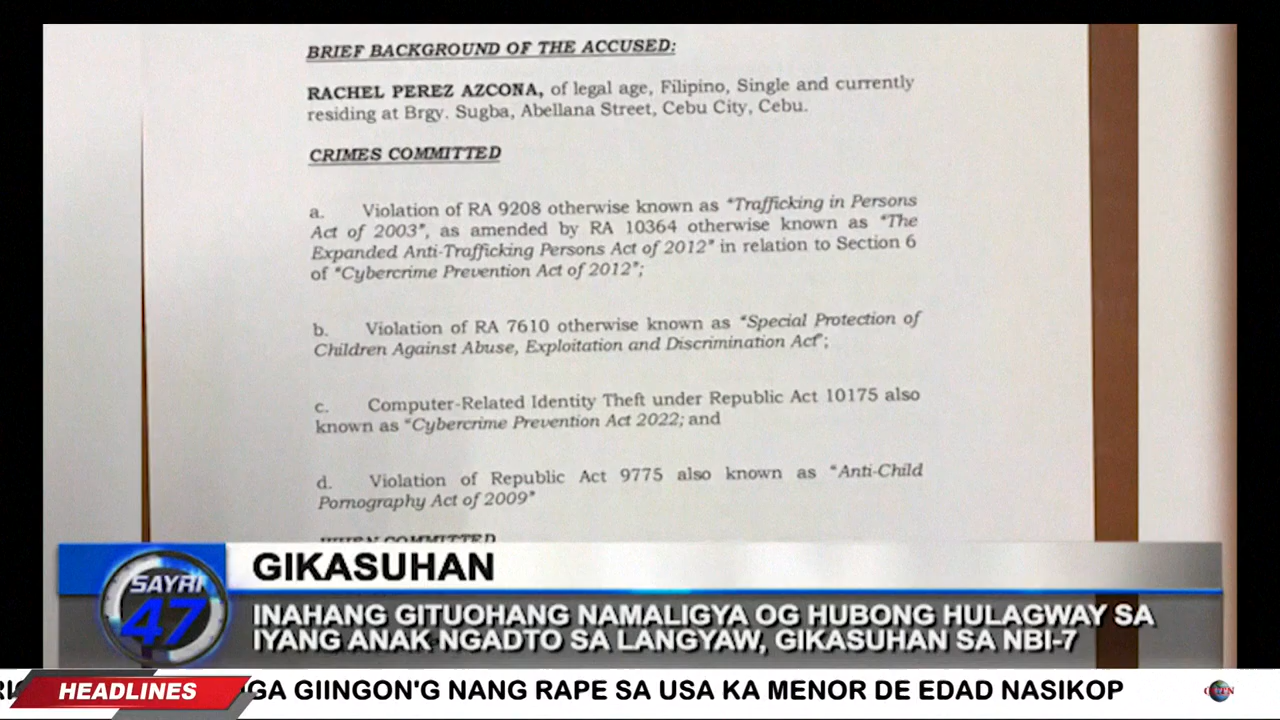 BRIEF BACKGROUND OF THE ACCUSED:
RACHEL PEREZ AZCONA, of legal age, Filipino, Single and currently
residing at Brgy. Sugba, Abellana Street, Cebu City, Cebu.
CRIMES COMMITTED
a. Violation of RA 9208 otherwise known as "Trafficking in Persons
Act of 2003", as amended by RA 10364 otherwise known as "The
Expanded Anti-Trafficking Persons Act of 2012" in relation to Section 6
of "Cybercrime Prevention Act of 2012";
b. Violation of RA 7610 otherwise known as "Special Protection of
Children Against Abuse, Exploitation and Discrimination Act";
c. Computer-Related Identity Theft under Republic Act 10175 also
known as "Cybercrime Prevention Act 2022; and
d. Violation of Republic Act 9775 also known as "Anti-Child
Pornography Act of 2009"
WHEN COMMITTED
SAYRI
47
GIKASUHAN
INAHANG GITUOHANG NAMALIGYA OG HUBONG HULAGWAY SA
IYANG ANAK NGADTO SA LANGYAW, GIKASUHAN SA NBI-7
HEADLINES
GA GIINGON'G NANG RAPE SA USA KA MENOR DE EDAD NASIKOP